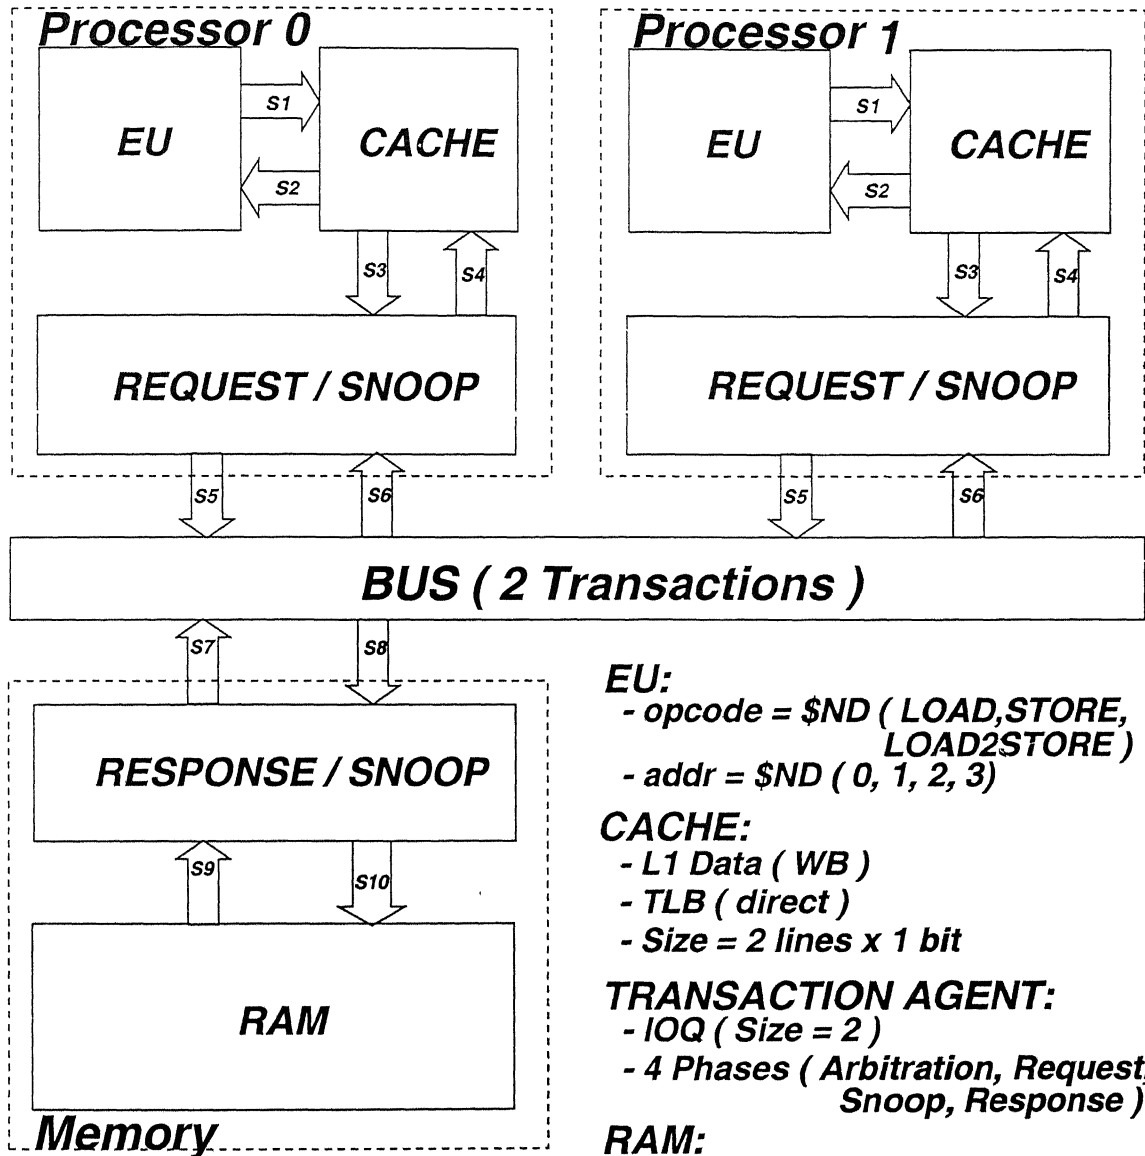 Processor 0
Processor 1
EU
S1
CACHE
S2
EU
S1
CACHE
S2
S3
S4
S3
S4
REQUEST / SNOOP
REQUEST / SNOOP
S5
S6
S5
S6
BUS ( 2 Transactions )
S7
S8
RESPONSE / SNOOP
S9
S10
RAM
Memory
EU:
- opcode = $ND ( LOAD,STORE,
LOAD2STORE )
- addr = $ND ( 0, 1, 2, 3)
CACHE:
- L1 Data ( WB )
- TLB ( direct )
- Size = 2 lines x 1 bit
TRANSACTION AGENT:
- IOQ ( Size = 2 )
- 4 Phases ( Arbitration, Request,
Snoop, Response )
RAM: